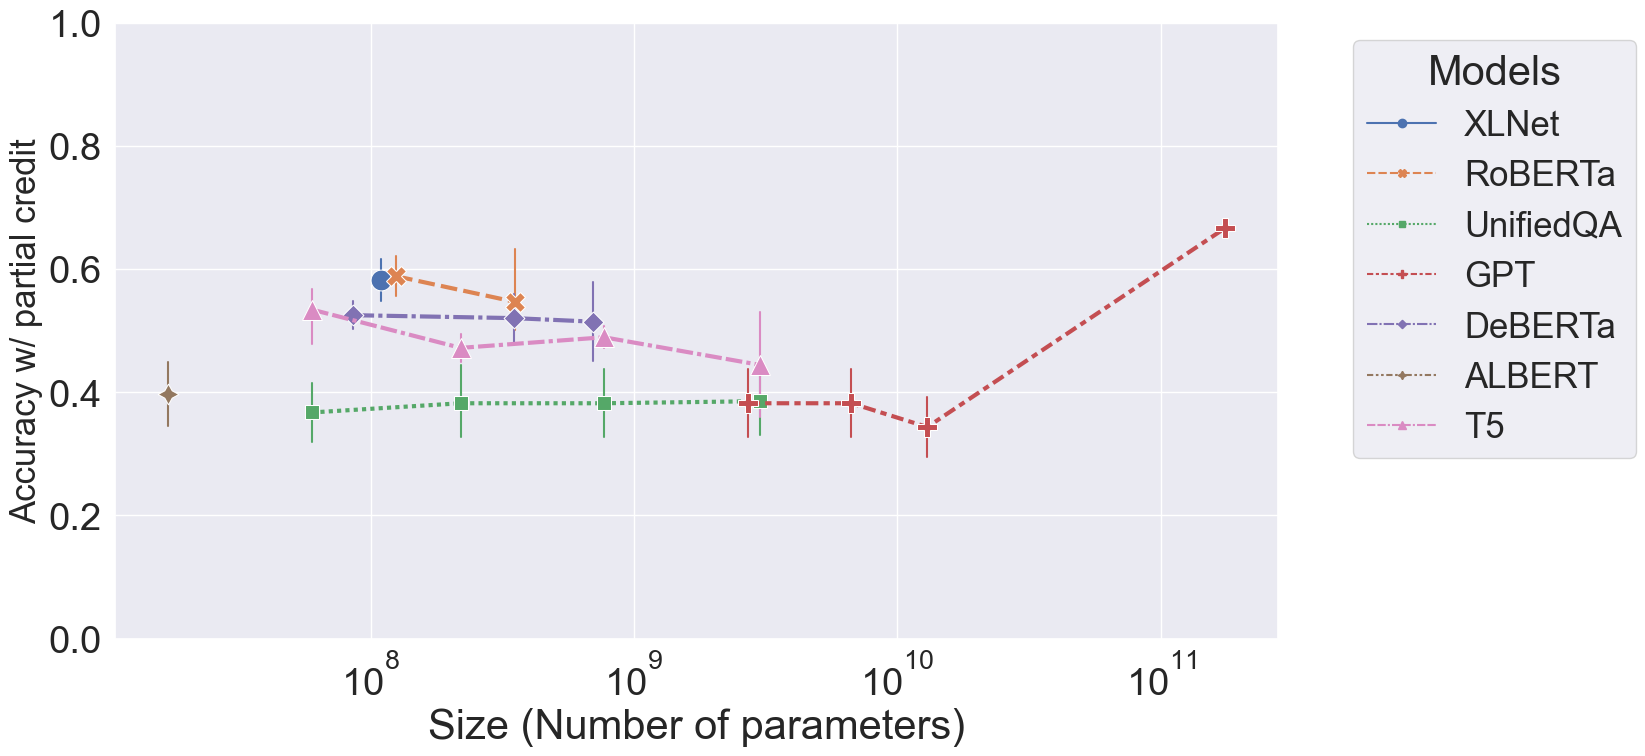 1.0
0.8
0.6
0.4
0.2
0.0
Accuracy w/ partial credit
10^8
10^9
10^10
10^11
Size (Number of parameters)
Models
XLNet
RoBERTa
UnifiedQA
GPT
DeBERTa
ALBERT
T5